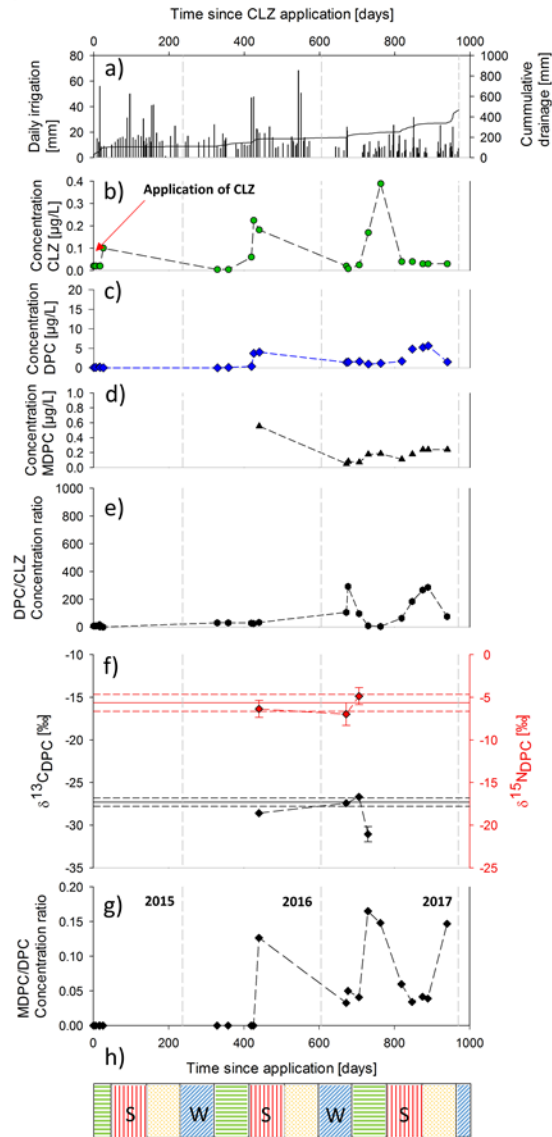 Time since CLZ application [days]
0 200 400 600 800 1000
a)
Daily irrigation
[mm]
80
60
40
20
0
1000
800
600
400
200
0
Cummulative
drainage [mm]
b)
Application of CLZ
Concentration
CLZ [µg/L]
0.4
0.3
0.2
0.1
0.0
c)
Concentration
DPC [µg/L]
20
15
10
5
0
d)
Concentration
MDPC [µg/L]
1.0
0.8
0.6
0.4
0.2
0.0
e)
DPC/CLZ
Concentration ratio
1000
800
600
400
200
0
f)
δ13CDPC [‰]
-10
-15
-20
-25
-30
-35
0
-5
-10
-15
-20
-25
δ15NDPC [‰]
g)
2015 2016 2017
MDPC/DPC
Concentration ratio
0.20
0.15
0.10
0.05
0.00
0 200 400 600 800 1000
h)
Time since application [days]
S W S W S